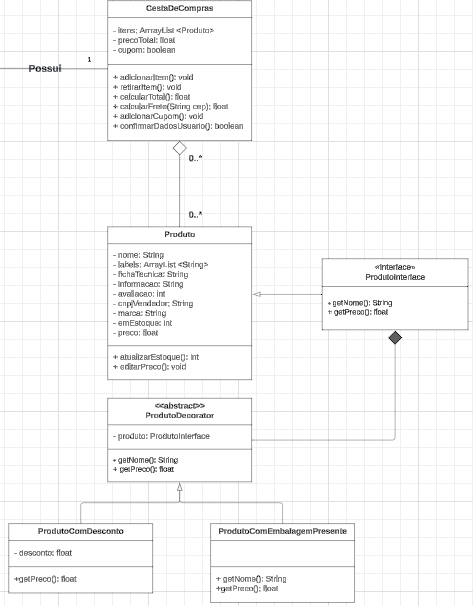 CestaDeCompras
- itens: ArrayList <Produto>
- precoTotal: float
- cupom: boolean
+ adicionarItem(): void
+ retirarItem(): void
+ calcularTotal(): float
+ calcularFrete(String cep); float
+ adicionarCupom(): void
+ confirmarDadosUsuario(): boolean
1
Possui
0..*
0..*
Produto
- nome: String
- labels: ArrayList <String>
- fichaTecnica: String
- informacao: String
- avaliacao: int
- cnpjVendedor: String
- marca: String
- emEstoque: int
- preco: float
+ atualizarEstoque(): int
+ editarPreco(): void
<<interface>>
ProdutoInterface
+ getNome(): String
+ getPreco(): float
<<abstract>>
ProdutoDecorator
- produto: ProdutoInterface
+ getNome(): String
+ getPreco(): float
ProdutoComDesconto
- desconto: float
+getPreco(): float
ProdutoComEmbalagemPresente
+ getNome(): String
+getPreco(): float